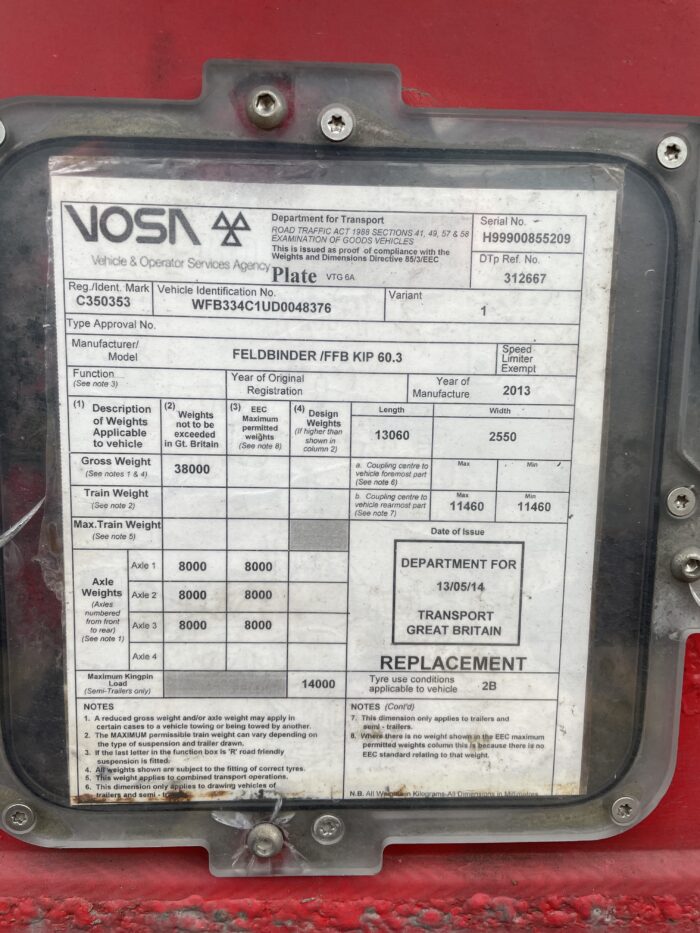 VOSA
Vehicle & Operator Services Agency
Department for Transport
ROAD TRAFFIC ACT 1988 SECTIONS 41, 49, 57 & 58
EXAMINATION OF GOODS VEHICLES
This is issued as proof of compliance with the
Weights and Dimensions Directive 85/3/EEC
Plate VTG 6A
Serial No.
H99900855209
DTp Ref. No.
312667
Reg./Ident. Mark
C350353
Vehicle Identification No.
WFB334C1UD0048376
Variant
1
Type Approval No.
Manufacturer/
Model
FELDBINDER /FFB KIP 60.3
Speed
Limiter
Exempt
Function
(See note 3)
Year of Original
Registration
Year of
Manufacture
2013
(1) Description
of Weights
Applicable
to vehicle
(2)
Weights
not to be
exceeded
in Gt. Britain
(3) EEC
Maximum
permitted
weights
(See note 8)
(4) Design
Weights
(if higher than
shown in
column 2)
Length
Width
13060
2550
Gross Weight
(See notes 1 & 4)
38000
a. Coupling centre to
vehicle foremost part
(See note 6)
Max
Min
Train Weight
(See note 2)
b. Coupling centre to
vehicle rearmost part
(See note 7)
Max
11460
Min
11460
Max.Train Weight
(See note 5)
Date of Issue
DEPARTMENT FOR
13/05/14
TRANSPORT
GREAT BRITAIN
Axle
Weights
(Axles
numbered
from front
to rear)
(See note 1)
Axle 1 8000 8000
Axle 2 8000 8000
Axle 3 8000 8000
Axle 4
REPLACEMENT
Maximum Kingpin
Load
(Semi-Trailers only)
14000
Tyre use conditions
applicable to vehicle 2B
NOTES
1. A reduced gross weight and/or axle weight may apply in
certain cases to a vehicle towing or being towed by another.
2. The MAXIMUM permissible train weight can vary depending on
the type of suspension and trailer drawn.
3. If the last letter in the function box is 'R' road friendly
suspension is fitted.
4. All weights shown are subject to the fitting of correct tyres.
5. This weight applies to combined transport operations.
6. This dimension only applies to drawing vehicles of
trailers and semi - 
NOTES (Cont'd)
7. This dimension only applies to trailers and
semi - trailers.
8. Where there is no weight shown in the EEC maximum
permitted weights column this is because there is no
EEC standard relating to that weight.
N.B. All Weights in Kilograms-All Dimensions in Millimetres